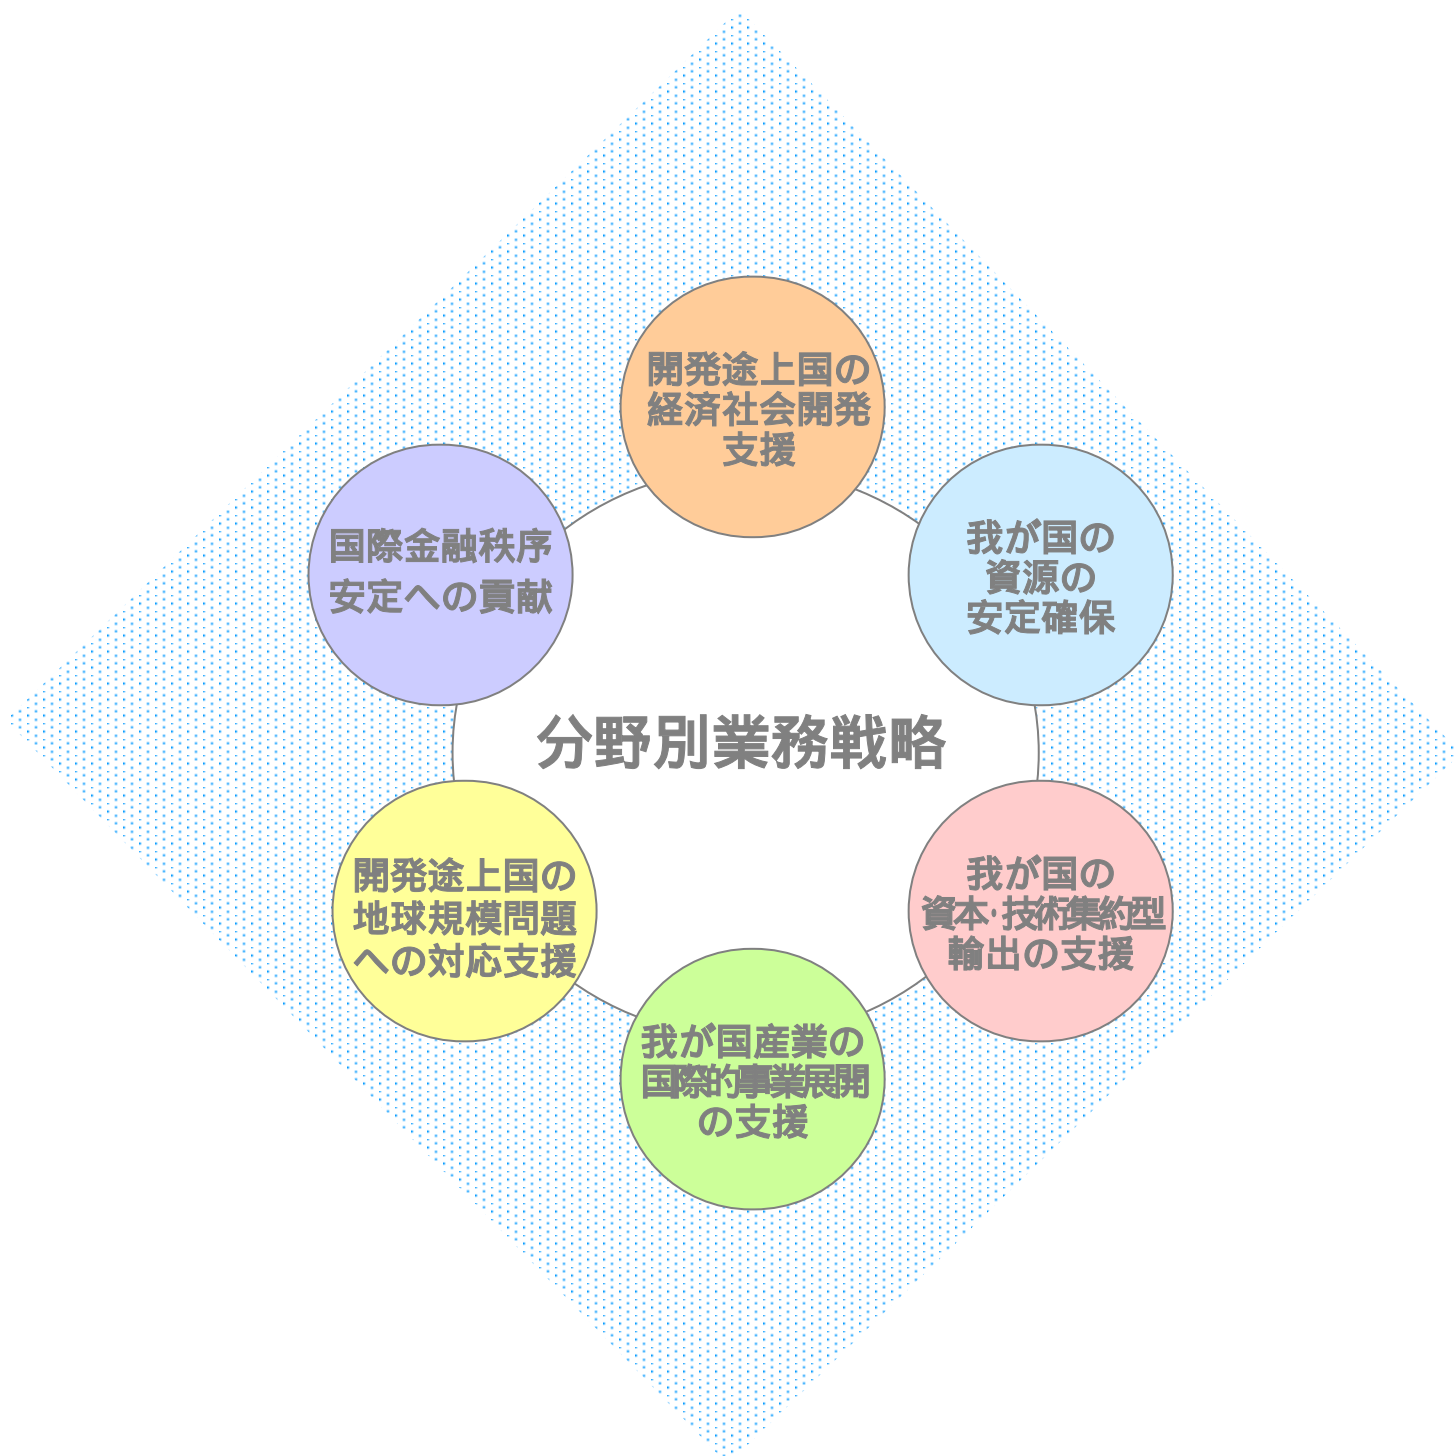 開発途上国の
経済社会開発
支援
国際金融秩序
安定への貢献
我が国の
資源の
安定確保
分野別業務戦略
開発途上国の
地球規模問題
への対応支援
我が国の
資本・技術集約型
輸出の支援
我が国産業の
国際的事業展開
の支援